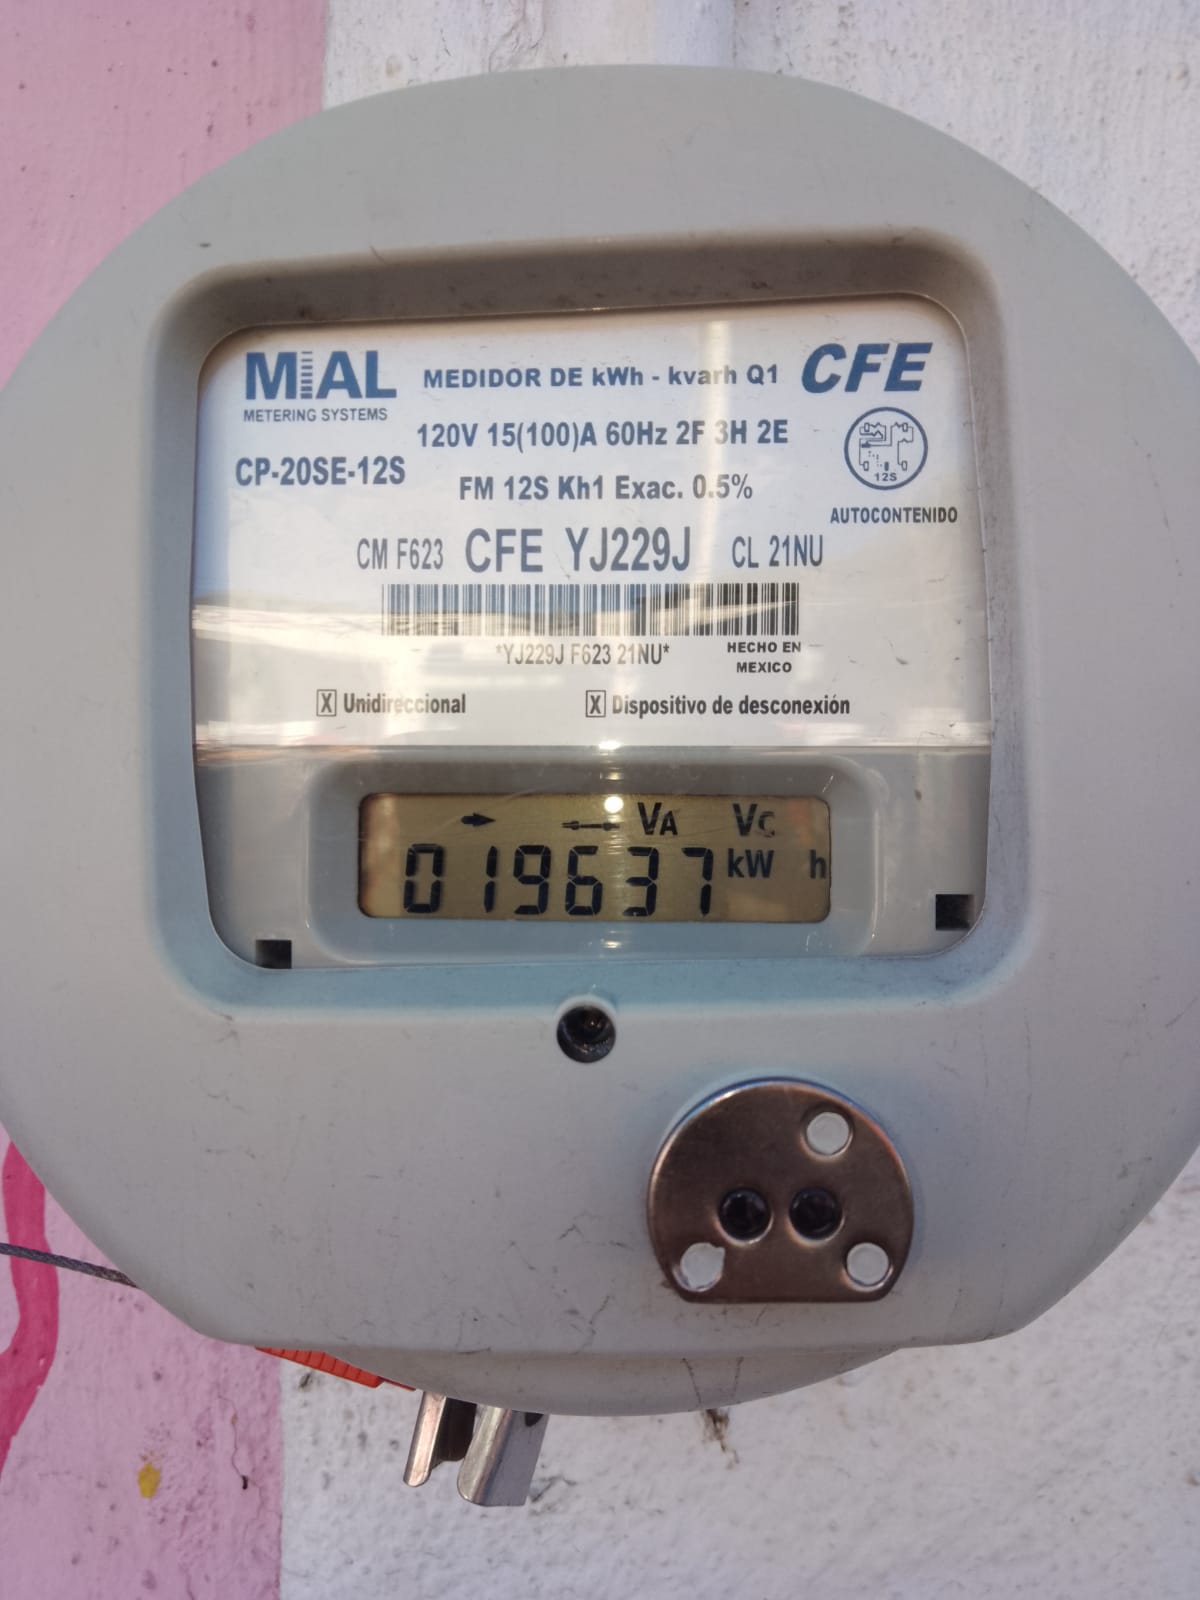 MIAL MEDIDOR DE kWh - kvarh Q1 CFE
METERING SYSTEMS
120V 15(100)A 60Hz 2F 3H 2E
CP-20SE-12S
FM 12S Kh1 Exac. 0.5%
12S
AUTOCONTENIDO
CM F623 CFE YJ229J CL 21NU
*YJ229J F623 21NU*
HECHO EN
MEXICO
X Unidireccional X Dispositivo de desconexión
VA VC
019637 kW h